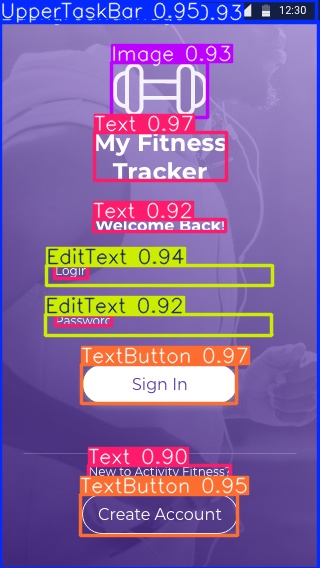 UpperTaskBar 0.95
0.93
12:30
Image 0.93
Text 0.97
My Fitness
Tracker
Text 0.92
Welcome Back!
EditText 0.94
Login
EditText 0.92
Password
TextButton 0.97
Sign In
Text 0.90
New to Activity Fitness?
TextButton 0.95
Create Account